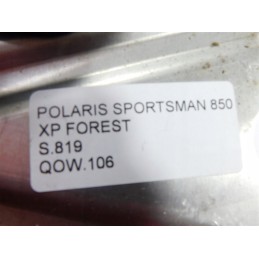 POLARIS SPORTSMAN 850
XP FOREST
S.819
QOW.106